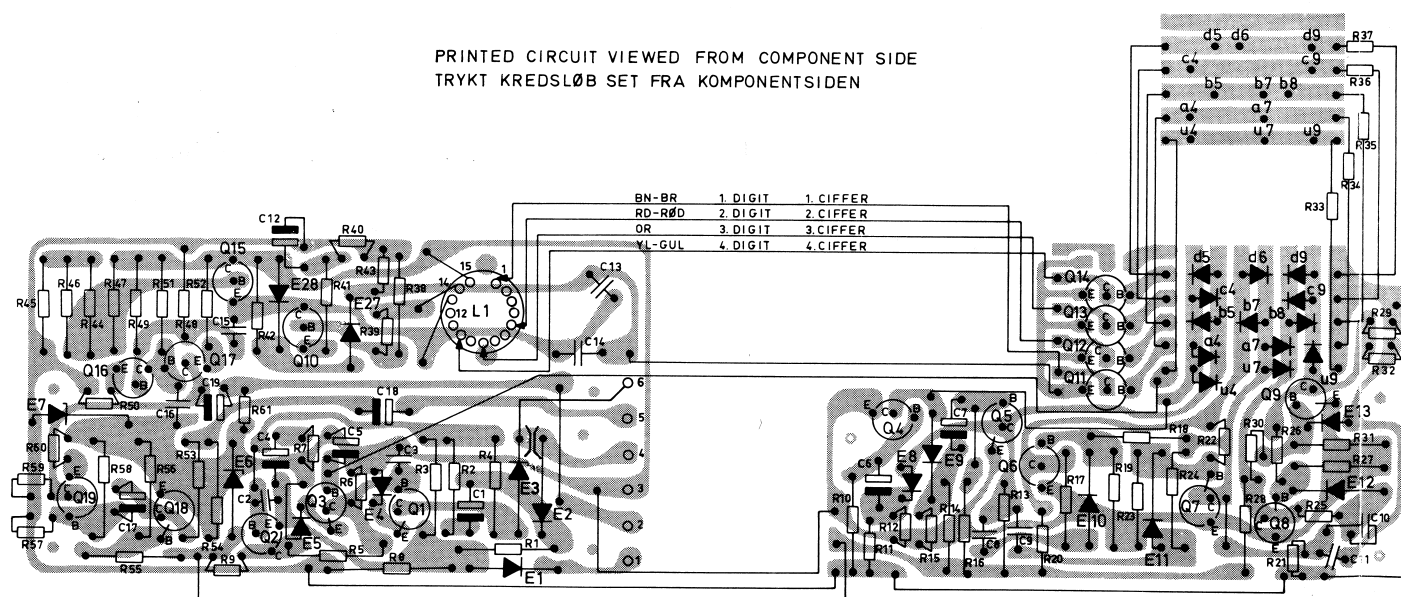 PRINTED CIRCUIT VIEWED FROM COMPONENT SIDE
TRYKT KREDSLØB SET FRA KOMPONENTSIDEN
d5 d6 d9 R37
c4 c9 R36
b5 b7 b8
a4 a7 R35
u4 u7 u9
R34
R33
BN-BR 1. DIGIT 1. CIFFER
RD-RØD 2. DIGIT 2. CIFFER
OR 3. DIGIT 3. CIFFER
YL-GUL 4. DIGIT 4. CIFFER
C12 R40
Q15 C B E
R43 15 1 C13
14
12 L1
R45 R46 R44 R47 R49 R51 R48 R52 C15 R42 E28 R41 E27 R39 R38
Q10 C B E
C14
Q16 E C B
Q17 B E C
Q14 E C B
Q13 E C B
Q12 E C B
Q11 E C B
d5 d6 d9
c4 c9
b5 b7 b8
a4 a7
u7
u4 u9
R29
R32
E7 R50 C16 C19 R61 C18
6
5
4
3
2
1
R60 R59 R58 R57 R56 R55 R54 R53
Q19 E C B
C17
Q18 E C B
E6 C4 R7 C5 C3 R3 R2 R4
C2 Q2 B E C
R9
Q3 B C E
E5 R6 E4
Q1 B C E
R5 R8 C1 E3 E2
R1
E1
Q4 E C B
C7
Q5 B C E
C6 E8 E9
Q6 B C E
R10 R11 R12 R15 R14 R16 C8 R13 C9 R20
R17 E10 R19 R23 R18 E11 R24 R22
Q7 B C E
R30 R26 R28
Q9 E C B
E13
R31
R27
E12
R25
Q8 B C E
C10
R21 C11